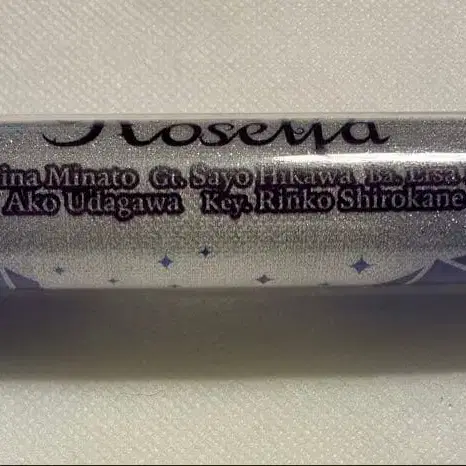 Roselia
ina Minato Gt. Sayo Hikawa Ba. Lisa
Ako Udagawa Key. Rinko Shirokane